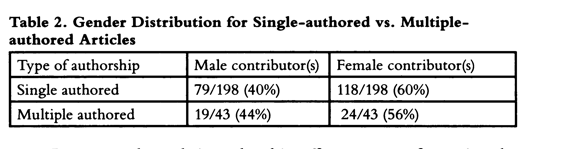 Table 2. Gender Distribution for Single-authored vs. Multiple-
authored Articles
Type of authorship Male contributor(s) Female contributor(s)
Single authored 79/198 (40%) 118/198 (60%)
Multiple authored 19/43 (44%) 24/43 (56%)